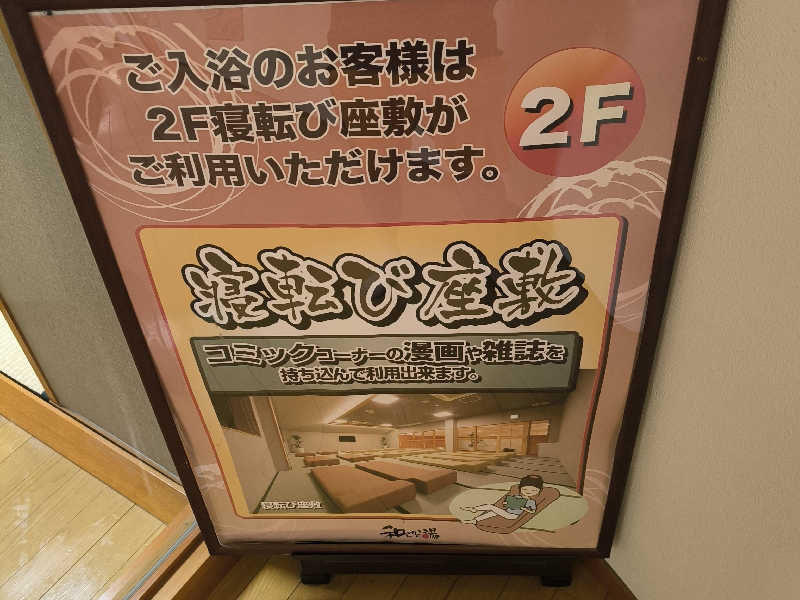 ご入浴のお客様は
2F寝転び座敷が
ご利用いただけます。
2F
寝転び座敷
コミックコーナーの漫画や雑誌を
持ち込んで利用出来ます。
寝転び座敷